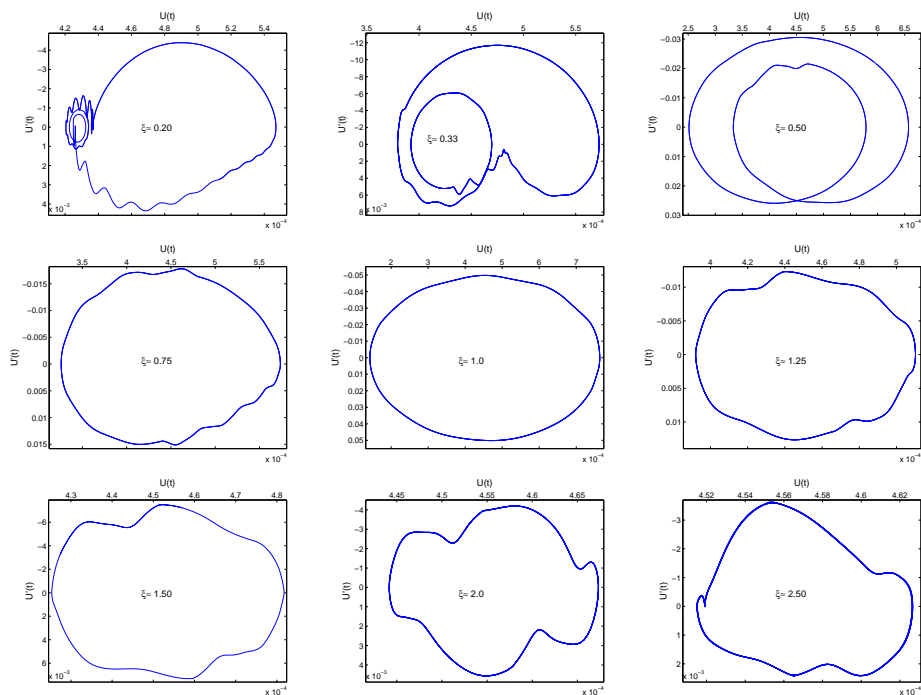 U(t) U(t) U(t)
4.2 4.4 4.6 4.8 5 5.2 5.4
3.5 4 4.5 5 5.5 6
2.5 3 3.5 4 4.5 5 5.5 6 6.5
U'(t)
−4
−3
−2
−1
0
1
2
3
4
x 10⁻³
ξ≈ 0.20
x 10⁻⁴
U'(t)
−12
−10
−8
−6
−4
−2
0
2
4
6
8
x 10⁻³
ξ≈ 0.33
x 10⁻⁴
U'(t)
−0.03
−0.02
−0.01
0
0.01
0.02
0.03
ξ≈ 0.50
x 10⁻⁴
U(t) U(t) U(t)
3.5 4 4.5 5 5.5
2 3 4 5 6 7
4 4.2 4.4 4.6 4.8 5
U'(t)
−0.015
−0.01
−0.005
0
0.005
0.01
0.015
ξ≈ 0.75
x 10⁻⁴
U'(t)
−0.05
−0.04
−0.03
−0.02
−0.01
0
0.01
0.02
0.03
0.04
0.05
ξ≈ 1.0
x 10⁻⁴
U'(t)
−0.01
−0.005
0
0.005
0.01
ξ≈ 1.25
x 10⁻⁴
U(t) U(t) U(t)
4.3 4.4 4.5 4.6 4.7 4.8
4.45 4.5 4.55 4.6 4.65
4.52 4.54 4.56 4.58 4.6 4.62
U'(t)
−6
−4
−2
0
2
4
6
x 10⁻³
ξ≈ 1.50
x 10⁻⁴
U'(t)
−4
−3
−2
−1
0
1
2
3
4
x 10⁻³
ξ≈ 2.0
x 10⁻⁴
U'(t)
−3
−2
−1
0
1
2
x 10⁻³
ξ≈ 2.50
x 10⁻⁴